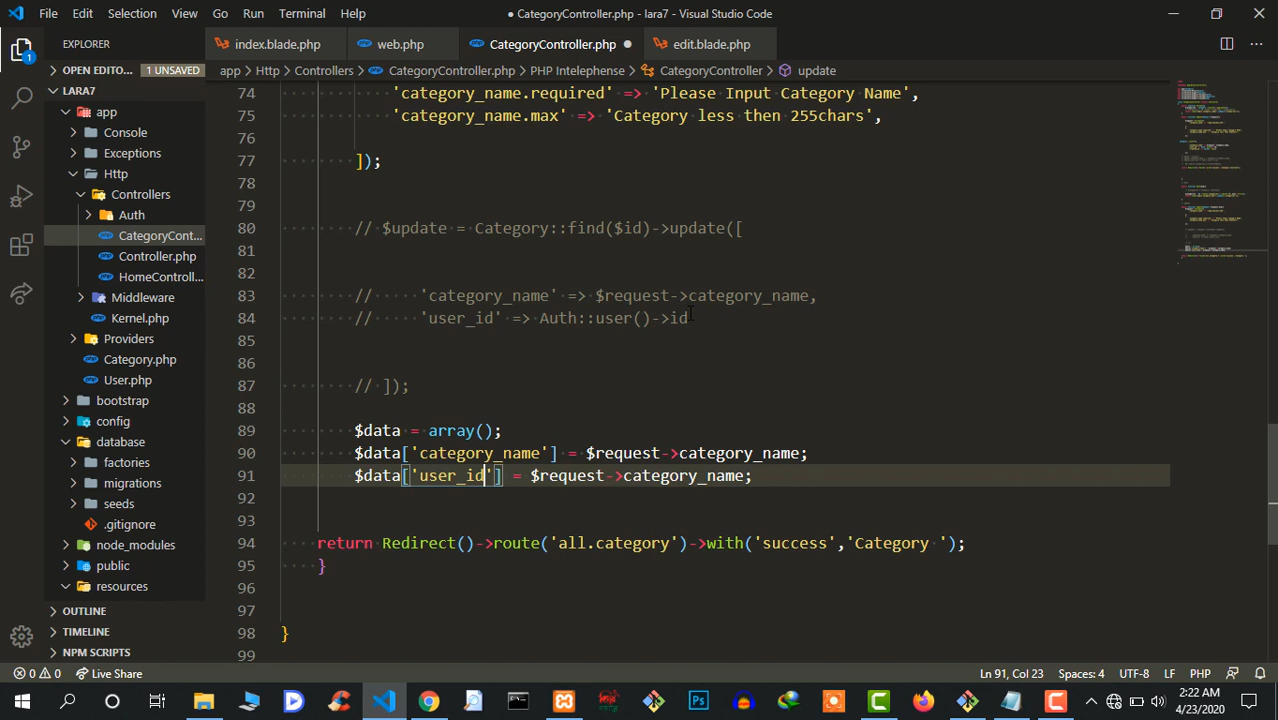 File Edit Selection View Go Run Terminal Help
● CategoryController.php - lara7 - Visual Studio Code
EXPLORER
index.blade.php
web.php
CategoryController.php ●
edit.blade.php
OPEN EDITO... 1 UNSAVED
app > Http > Controllers > CategoryController.php > PHP Intelephense > CategoryController > update
LARA7
app
Console
Exceptions
Http
Controllers
Auth
CategoryCont...
Controller.php
HomeControll...
Middleware
Kernel.php
Providers
Category.php
User.php
bootstrap
config
database
factories
migrations
seeds
.gitignore
node_modules
public
resources
OUTLINE
TIMELINE
NPM SCRIPTS
74 'category_name.required' => 'Please Input Category Name',
75 'category_name.max' => 'Category less then 255chars',
76
77 ]);
78
79
80 // $update = Category::find($id)->update([
81
82
83 // 'category_name' => $request->category_name,
84 // 'user_id' => Auth::user()->id
85
86
87 // ]);
88
89 $data = array();
90 $data['category_name'] = $request->category_name;
91 $data['user_id'] = $request->category_name;
92
93
94 return Redirect()->route('all.category')->with('success','Category ');
95 }
96
97
98 }
99
0 0 Live Share
Ln 91, Col 23 Spaces: 4 UTF-8 LF PHP
2:22 AM
4/23/2020
1